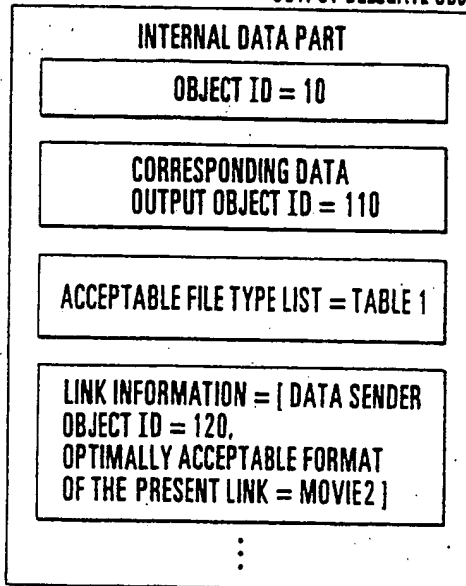 INTERNAL DATA PART
OBJECT ID = 10
CORRESPONDING DATA
OUTPUT OBJECT ID = 110
ACCEPTABLE FILE TYPE LIST = TABLE 1
LINK INFORMATION = [ DATA SENDER
OBJECT ID = 120,
OPTIMALLY ACCEPTABLE FORMAT
OF THE PRESENT LINK = MOVIE2 ]